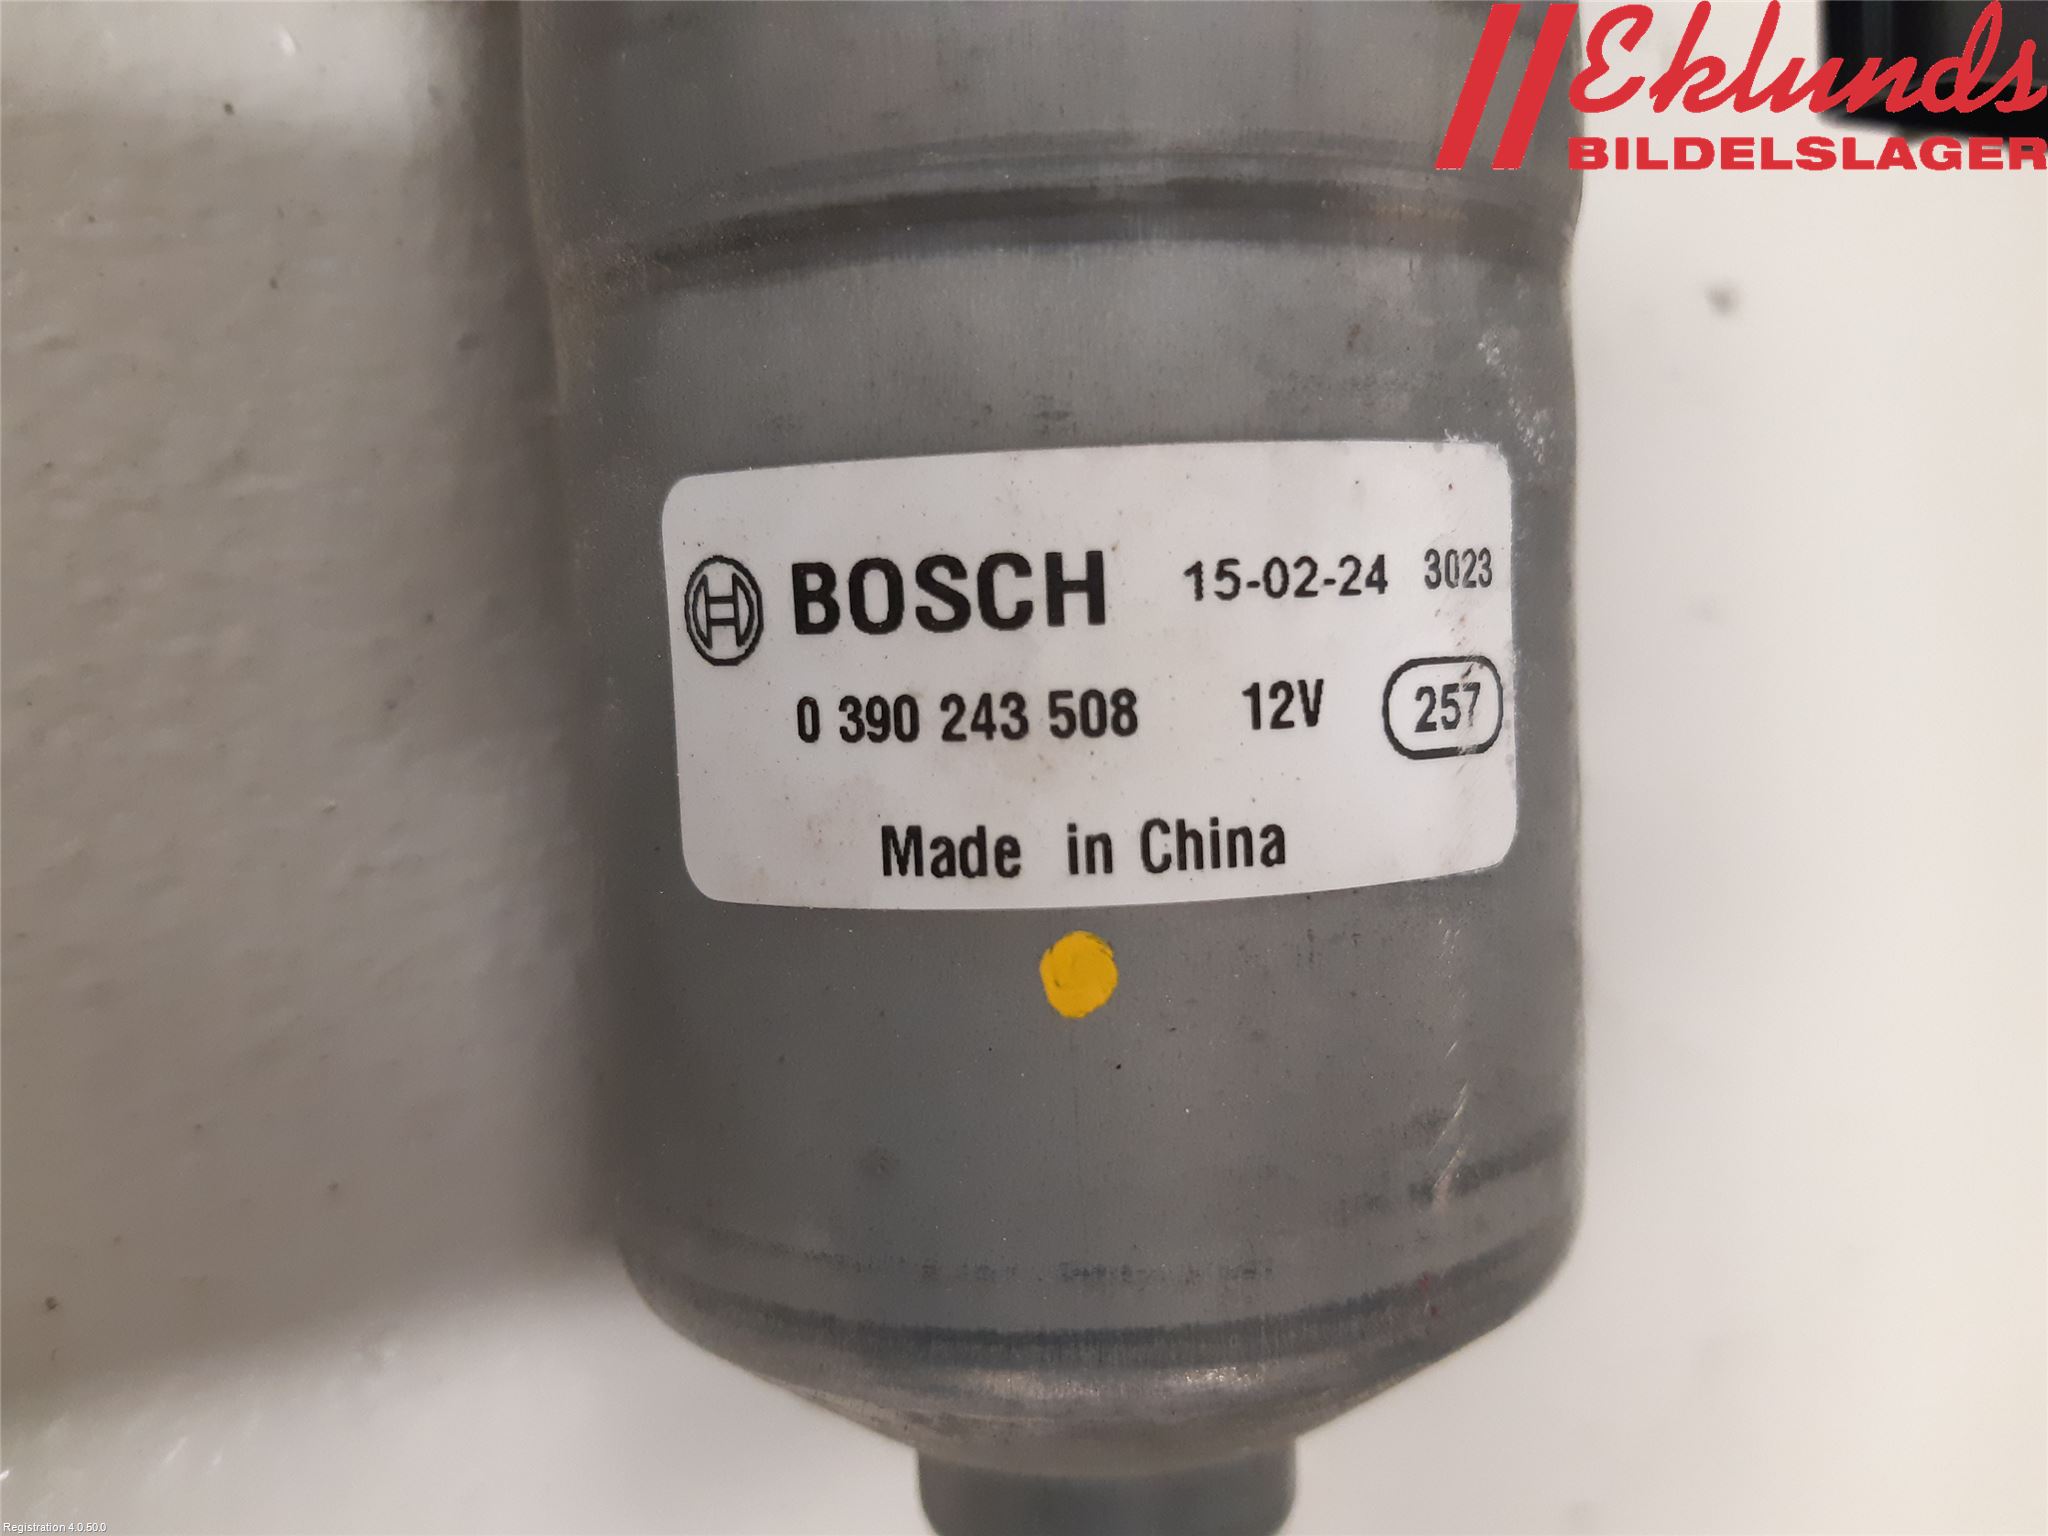 Eklunds
BILDELSLAGER
BOSCH 15-02-24 3023
0 390 243 508 12V 257
Made in China
Registration 4.0.50.0